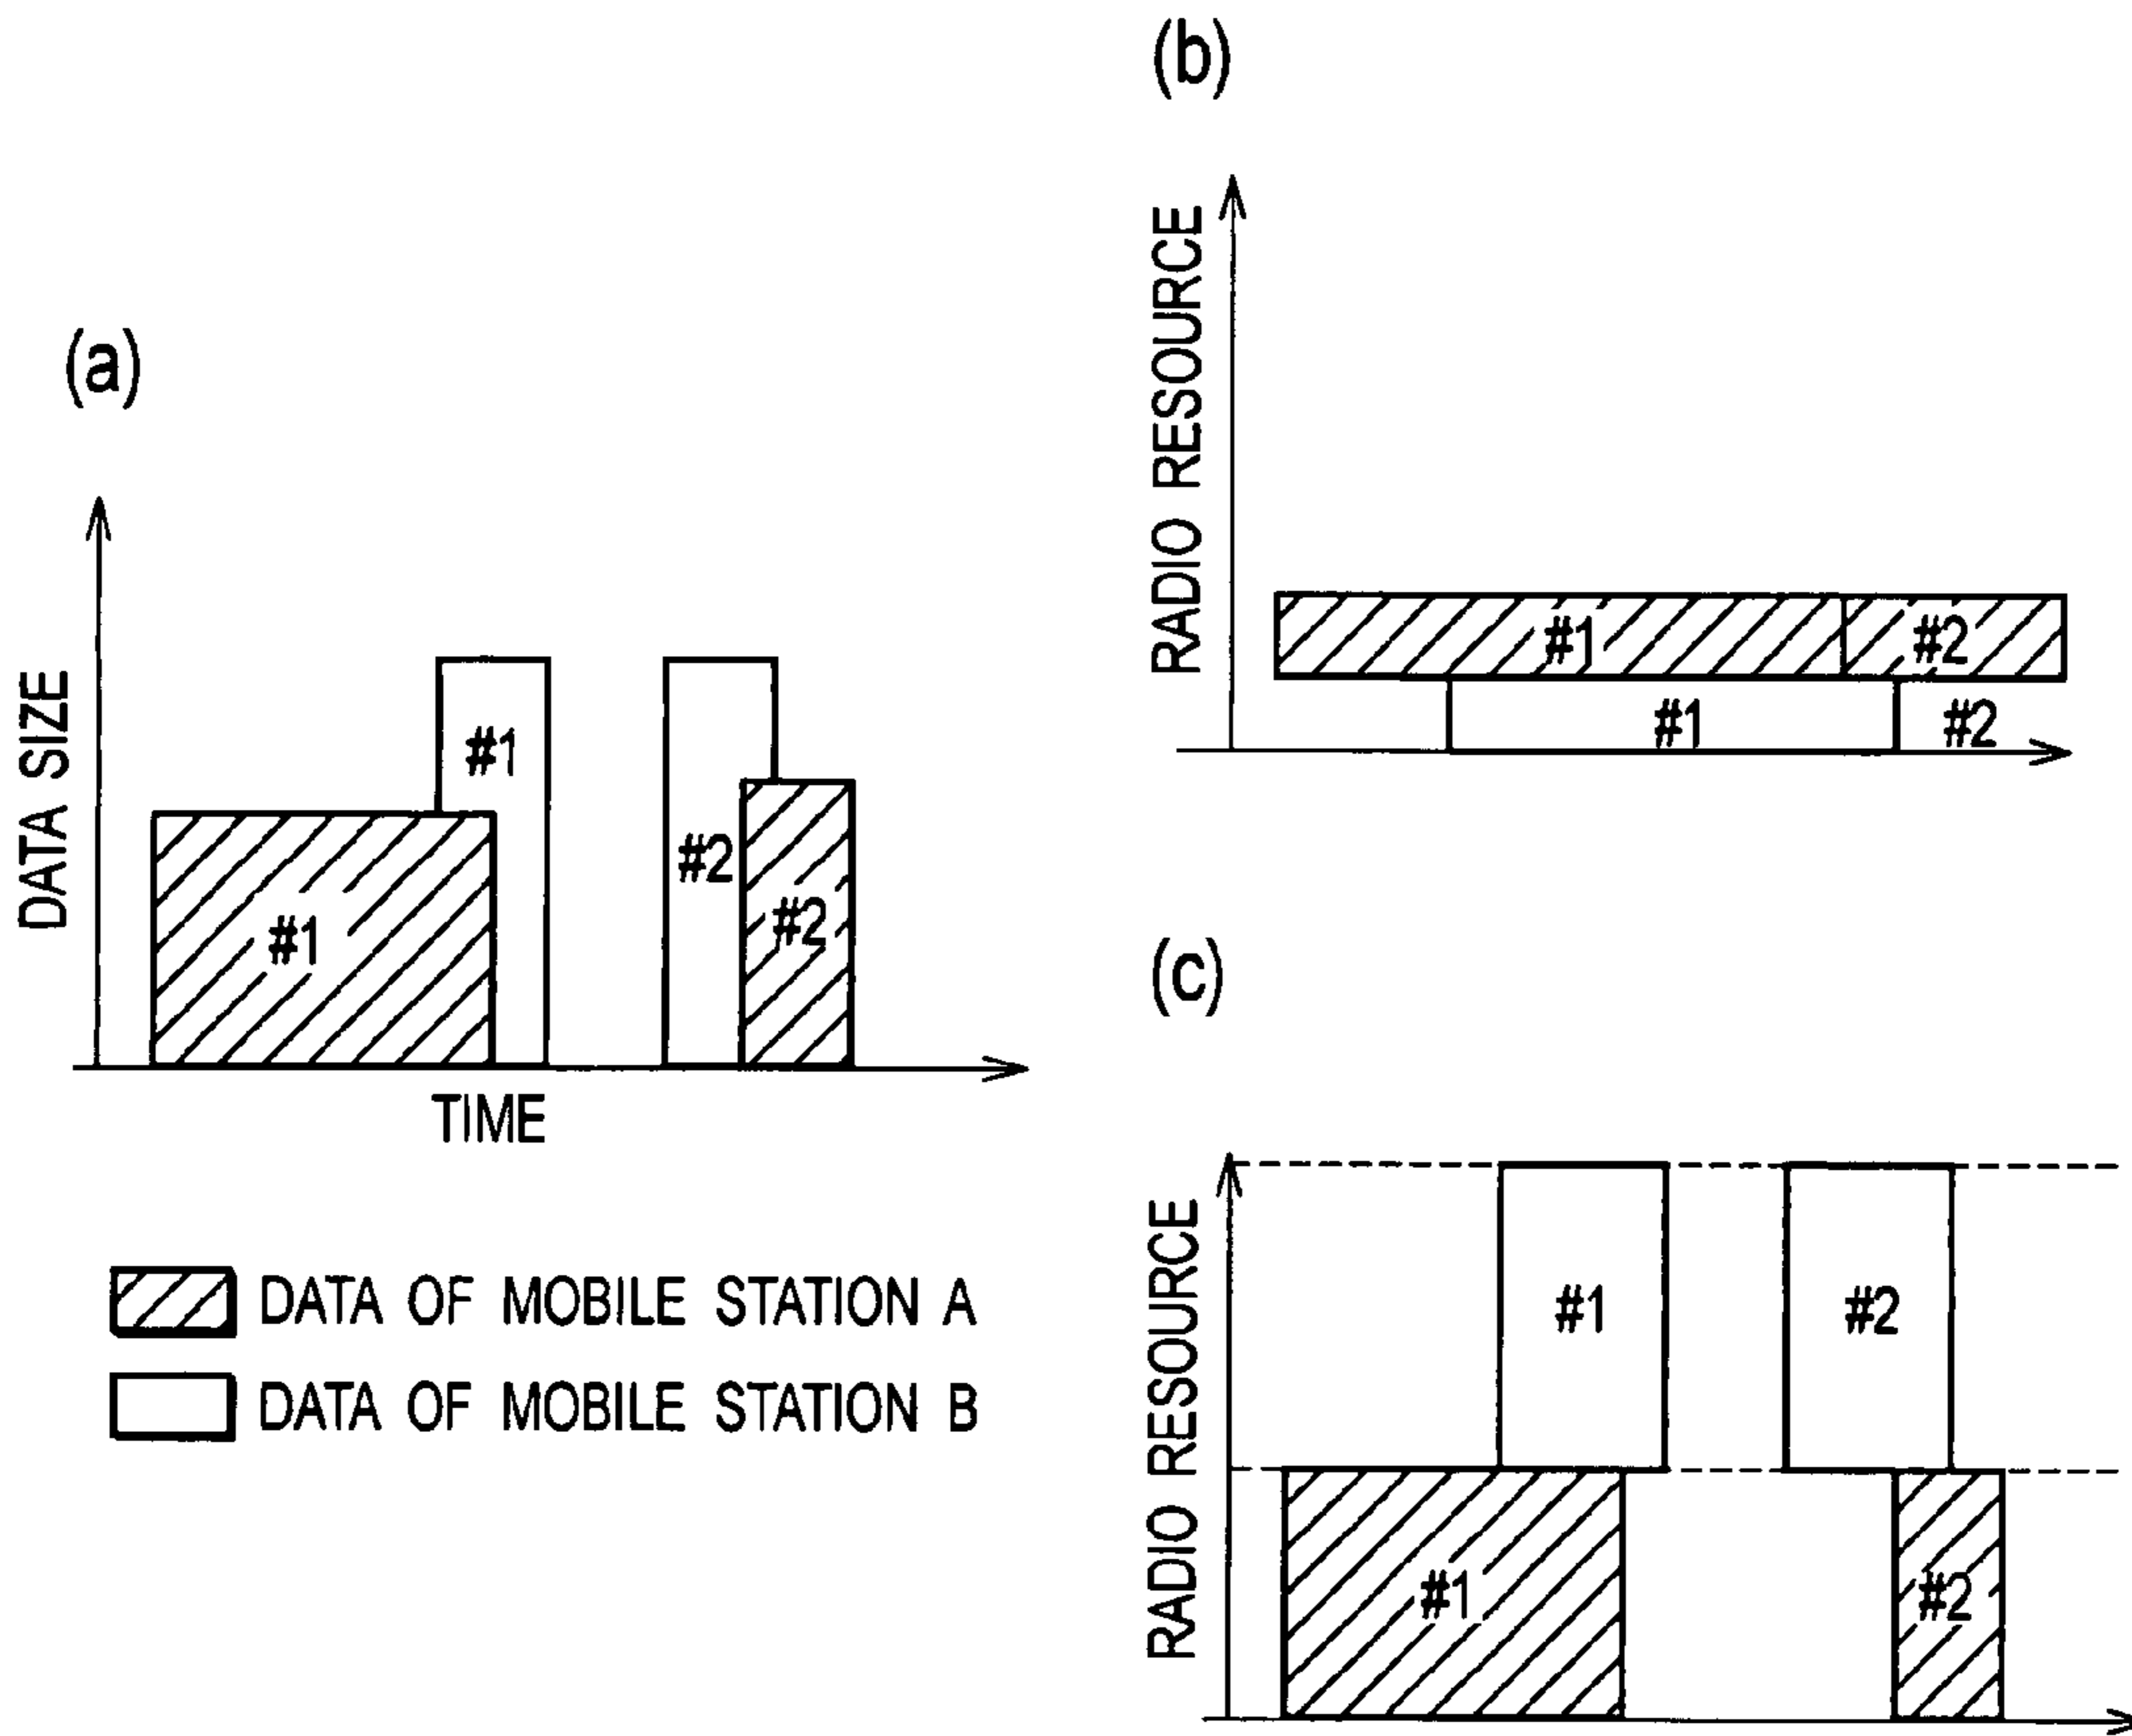 (a)
DATA SIZE
#1
#1
#2
#2
TIME
DATA OF MOBILE STATION A
DATA OF MOBILE STATION B
(b)
RADIO RESOURCE
#1
#2
#1
#2
(c)
RADIO RESOURCE
#1
#2
#1
#2